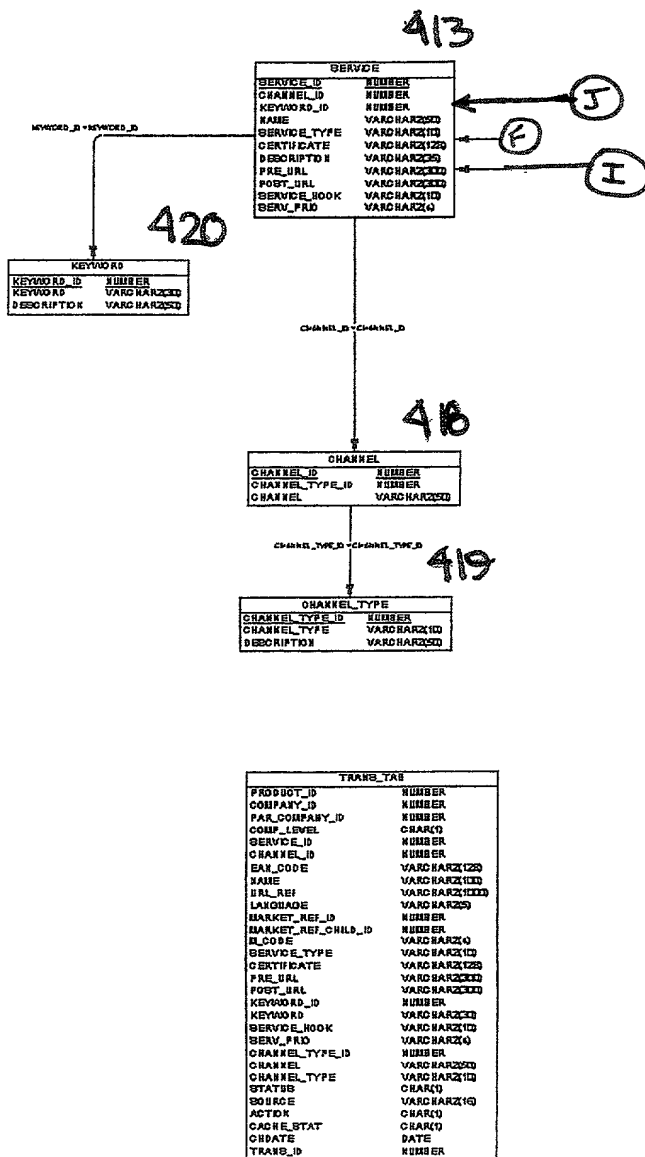 413
SERVICE
SERVICE_ID NUMBER
CHANNEL_ID NUMBER
KEYWORD_ID NUMBER
NAME VARCHAR2(50)
SERVICE_TYPE VARCHAR2(10)
CERTIFICATE VARCHAR2(128)
DESCRIPTION VARCHAR2(35)
PRE_URL VARCHAR2(300)
POST_URL VARCHAR2(300)
SERVICE_HOOK VARCHAR2(10)
SERV_PRIO VARCHAR2(4)
J
F
I
KEYWORD_ID = KEYWORD_ID
420
KEYWORD
KEYWORD_ID NUMBER
KEYWORD VARCHAR2(30)
DESCRIPTION VARCHAR2(50)
CHANNEL_ID = CHANNEL_ID
418
CHANNEL
CHANNEL_ID NUMBER
CHANNEL_TYPE_ID NUMBER
CHANNEL VARCHAR2(50)
CHANNEL_TYPE_ID = CHANNEL_TYPE_ID
419
CHANNEL_TYPE
CHANNEL_TYPE_ID NUMBER
CHANNEL_TYPE VARCHAR2(10)
DESCRIPTION VARCHAR2(50)
TRANS_TAB
PRODUCT_ID NUMBER
COMPANY_ID NUMBER
PAR_COMPANY_ID NUMBER
COMP_LEVEL CHAR(1)
SERVICE_ID NUMBER
CHANNEL_ID NUMBER
EAN_CODE VARCHAR2(128)
NAME VARCHAR2(100)
URL_REF VARCHAR2(1000)
LANGUAGE VARCHAR2(5)
MARKET_REF_ID NUMBER
MARKET_REF_CHILD_ID NUMBER
M_CODE VARCHAR2(4)
SERVICE_TYPE VARCHAR2(10)
CERTIFICATE VARCHAR2(128)
PRE_URL VARCHAR2(300)
POST_URL VARCHAR2(300)
KEYWORD_ID NUMBER
KEYWORD VARCHAR2(30)
SERVICE_HOOK VARCHAR2(10)
SERV_PRIO VARCHAR2(4)
CHANNEL_TYPE_ID NUMBER
CHANNEL VARCHAR2(50)
CHANNEL_TYPE VARCHAR2(10)
STATUS CHAR(1)
SOURCE VARCHAR2(16)
ACTION CHAR(1)
CACHE_STAT CHAR(1)
CHDATE DATE
TRANS_ID NUMBER